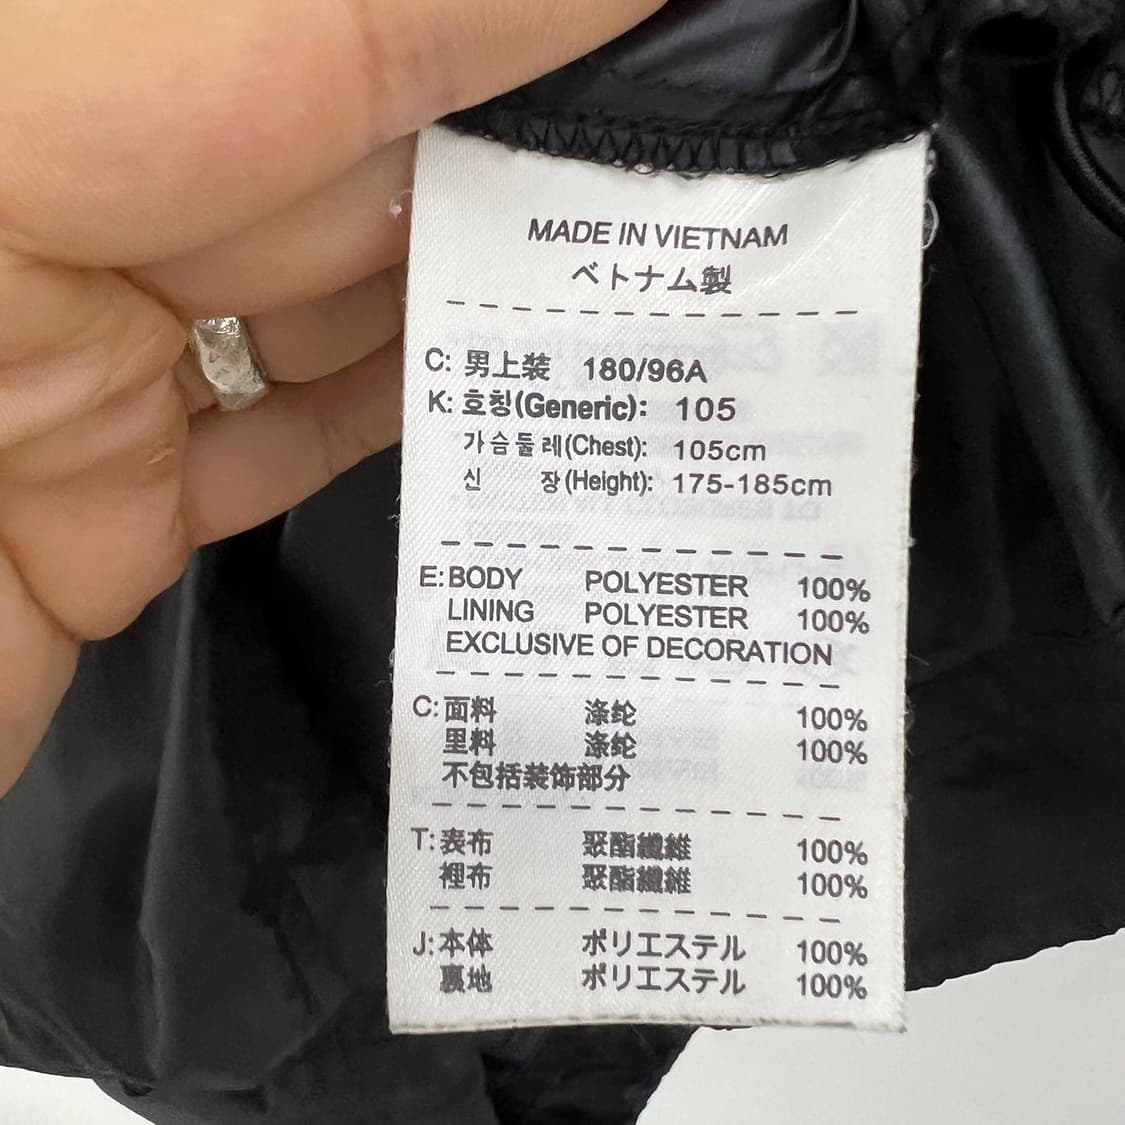 MADE IN VIETNAM
ベトナム製
C: 男上装 180/96A
K: 호칭(Generic): 105
가슴둘레(Chest): 105cm
신 장(Height): 175-185cm
E: BODY POLYESTER 100%
LINING POLYESTER 100%
EXCLUSIVE OF DECORATION
C: 面料 涤纶 100%
里料 涤纶 100%
不包括装饰部分
T: 表布 聚酯纖維 100%
裡布 聚酯纖維 100%
J: 本体 ポリエステル 100%
裏地 ポリエステル 100%